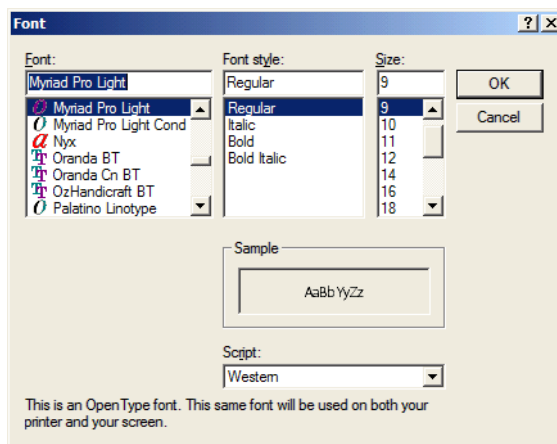 Font
Font: Font style: Size:
Myriad Pro Light Regular 9
OK
Myriad Pro Light Regular 9
Myriad Pro Light Cond Italic 10
Cancel
Nyx Bold 11
Oranda BT Bold Italic 12
Oranda Cn BT 14
OzHandicraft BT 16
Palatino Linotype 18
Sample
AaBbYyZz
Script:
Western
This is an OpenType font. This same font will be used on both your
printer and your screen.